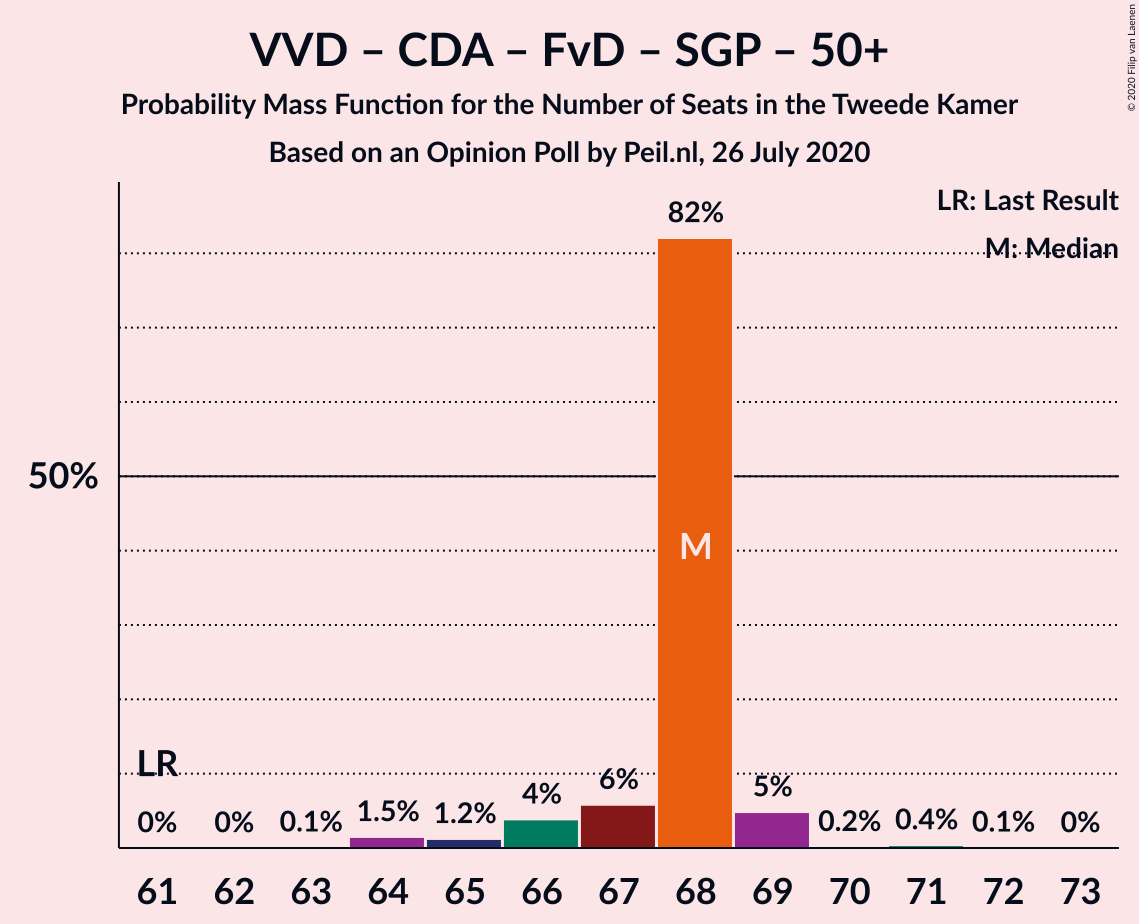 VVD – CDA – FvD – SGP – 50+
Probability Mass Function for the Number of Seats in the Tweede Kamer
Based on an Opinion Poll by Peil.nl, 26 July 2020
© 2020 Filip van Laenen
LR: Last Result
M: Median
82%
50%
M
LR
0% 0% 0.1% 1.5% 1.2% 4% 6% 5% 0.2% 0.4% 0.1% 0%
61 62 63 64 65 66 67 68 69 70 71 72 73